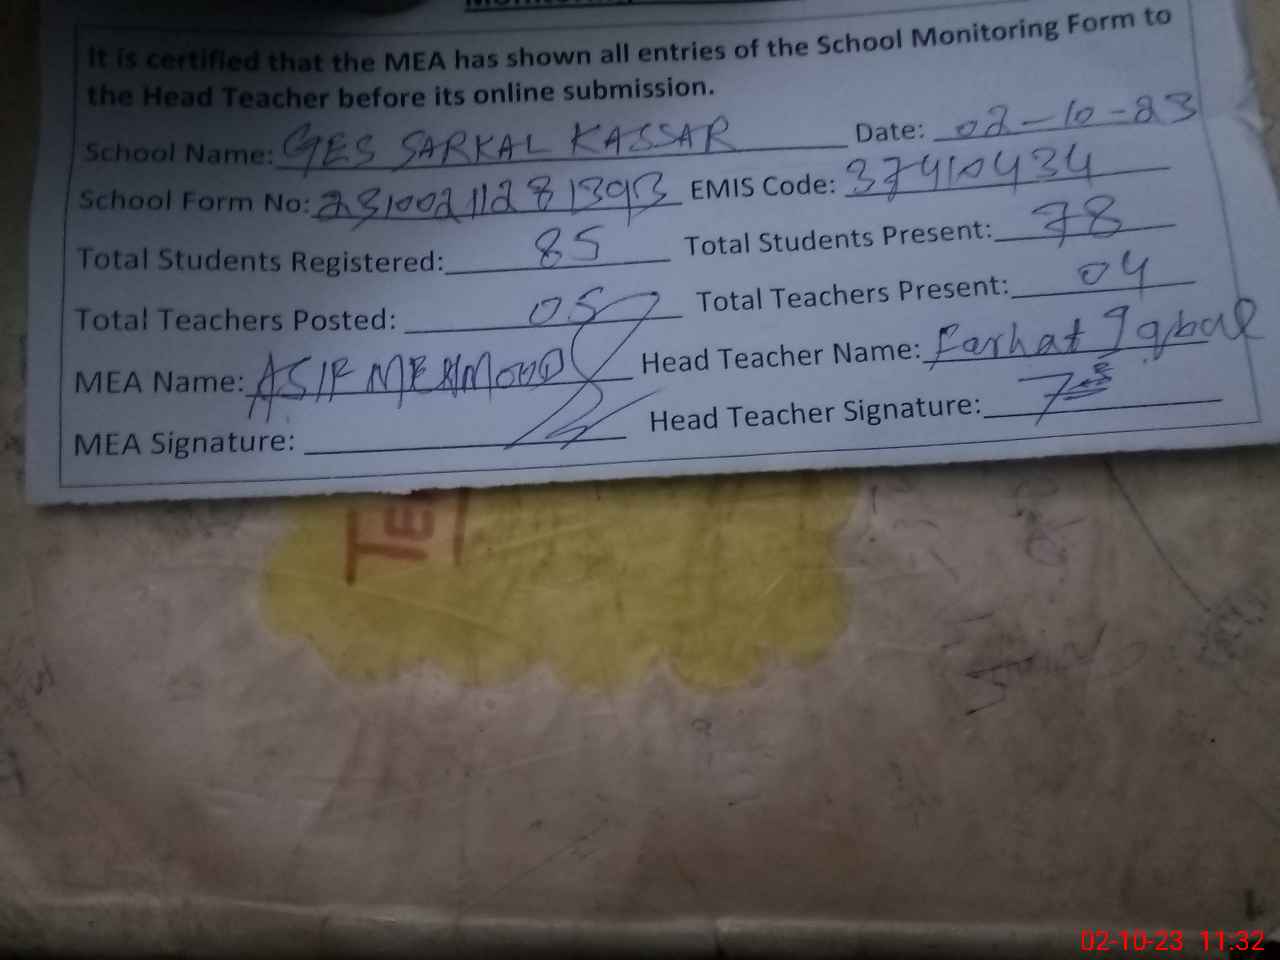 It is certified that the MEA has shown all entries of the School Monitoring Form to
the Head Teacher before its online submission.
School Name: GES SARKAL KASSAR Date: 02-10-23
School Form No: 23100211281393 EMIS Code: 37410434
Total Students Registered: 85 Total Students Present: 78
Total Teachers Posted: 05 Total Teachers Present: 04
MEA Name: ASIF MEHMOOD Head Teacher Name: Farhat Iqbal
MEA Signature: Head Teacher Signature:
TE
02-10-23 11:32